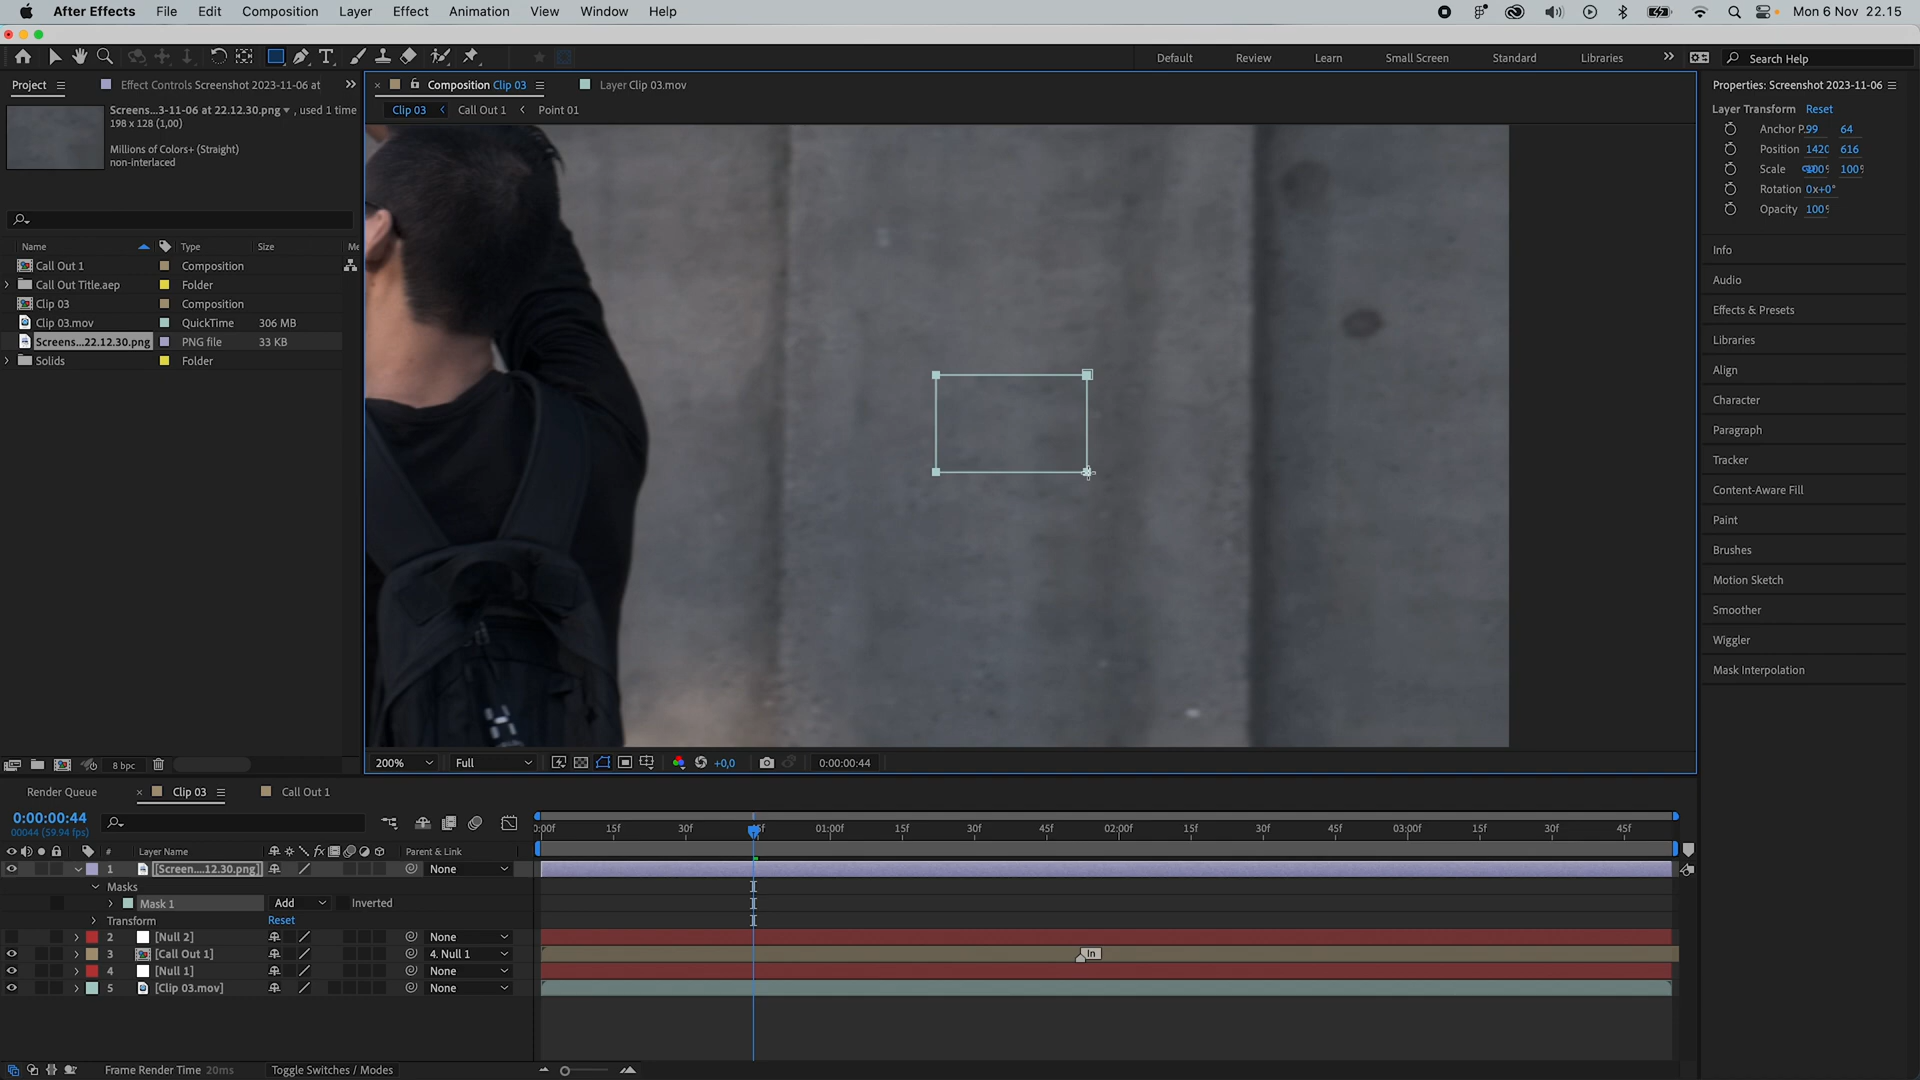 After Effects File Edit Composition Layer Effect Animation View Window Help Mon 6 Nov 22.15
Default Review Learn Small Screen Standard Libraries Search Help
Project Effect Controls Screenshot 2023-11-06 at
Screens...3-11-06 at 22.12.30.png , used 1 time
198 x 128 (1,00)
Millions of Colors+ (Straight)
non-interlaced
Name Type Size Me
Call Out 1 Composition
Call Out Title.aep Folder
Clip 03 Composition
Clip 03.mov QuickTime 306 MB
Screens...22.12.30.png PNG file 33 KB
Solids Folder
8 bpc
Composition Clip 03 Layer Clip 03.mov
Clip 03 Call Out 1 Point 01
200% Full +0,0 0:00:00:44
Properties: Screenshot 2023-11-06
Layer Transform Reset
Anchor P.. 99 64
Position 1420 616
Scale 100% 100%
Rotation 0x+0°
Opacity 100%
Info
Audio
Effects & Presets
Libraries
Align
Character
Paragraph
Tracker
Content-Aware Fill
Paint
Brushes
Motion Sketch
Smoother
Wiggler
Mask Interpolation
Render Queue Clip 03 Call Out 1
0:00:00:44
00044 (59.94 fps)
:00f 15f 30f 45f 01:00f 15f 30f 45f 02:00f 15f 30f 45f 03:00f 15f 30f 45f
# Layer Name fx Parent & Link
1 [Screen....12.30.png] None
Masks
Mask 1 Add Inverted
Transform Reset
2 [Null 2] None
3 [Call Out 1] 4. Null 1 In
4 [Null 1] None
5 [Clip 03.mov] None
Frame Render Time 20ms Toggle Switches / Modes